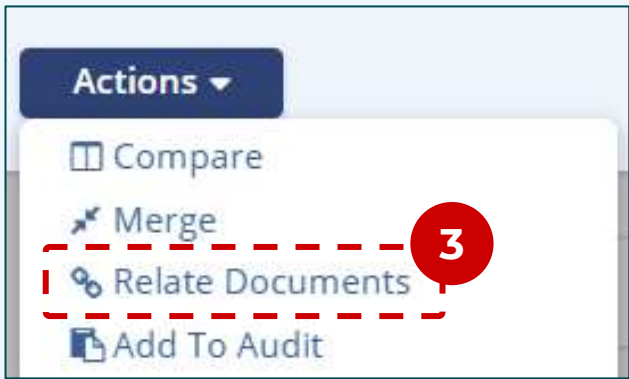 Actions
Compare
Merge
3
Relate Documents
Add To Audit